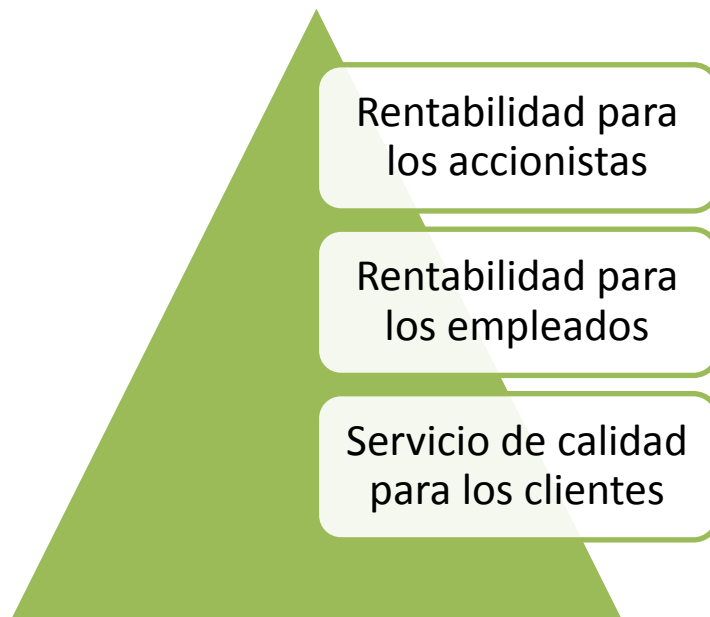 Rentabilidad para
los accionistas
Rentabilidad para
los empleados
Servicio de calidad
para los clientes